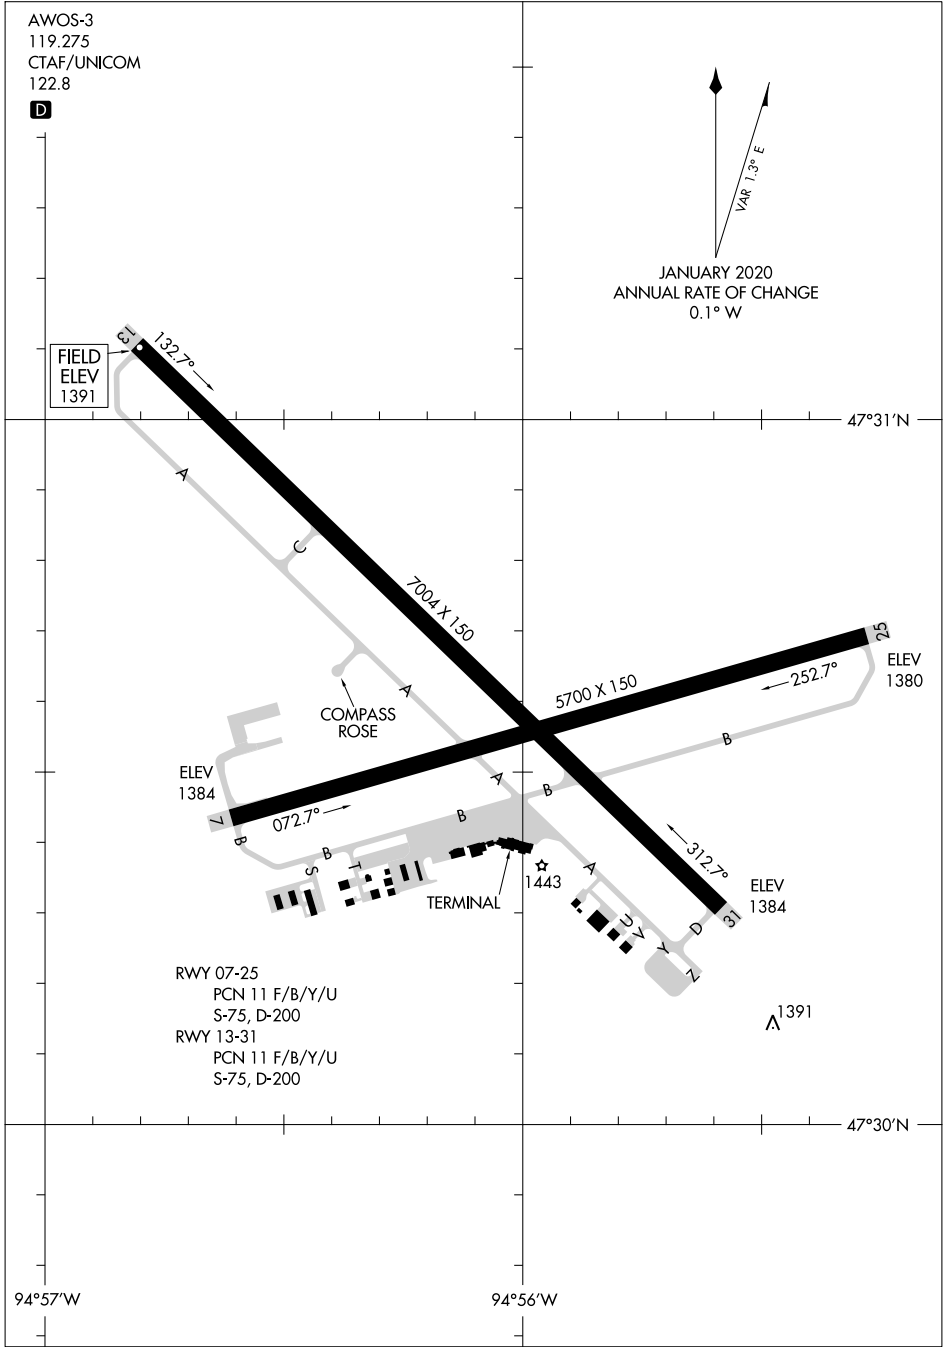 AWOS-3
119.275
CTAF/UNICOM
122.8
D
VAR 1.3° E
JANUARY 2020
ANNUAL RATE OF CHANGE
0.1° W
13
132.7°
FIELD
ELEV
1391
47°31'N
A
C
7004 X 150
25
ELEV
1380
252.7°
5700 X 150
A
COMPASS
ROSE
B
ELEV
1384
A
B
7
072.7°
B
B
B
S
T
TERMINAL
1443
A
312.7°
ELEV
1384
31
U
V
D
Y
Z
RWY 07-25
PCN 11 F/B/Y/U
S-75, D-200
RWY 13-31
PCN 11 F/B/Y/U
S-75, D-200
1391
47°30'N
94°57'W
94°56'W